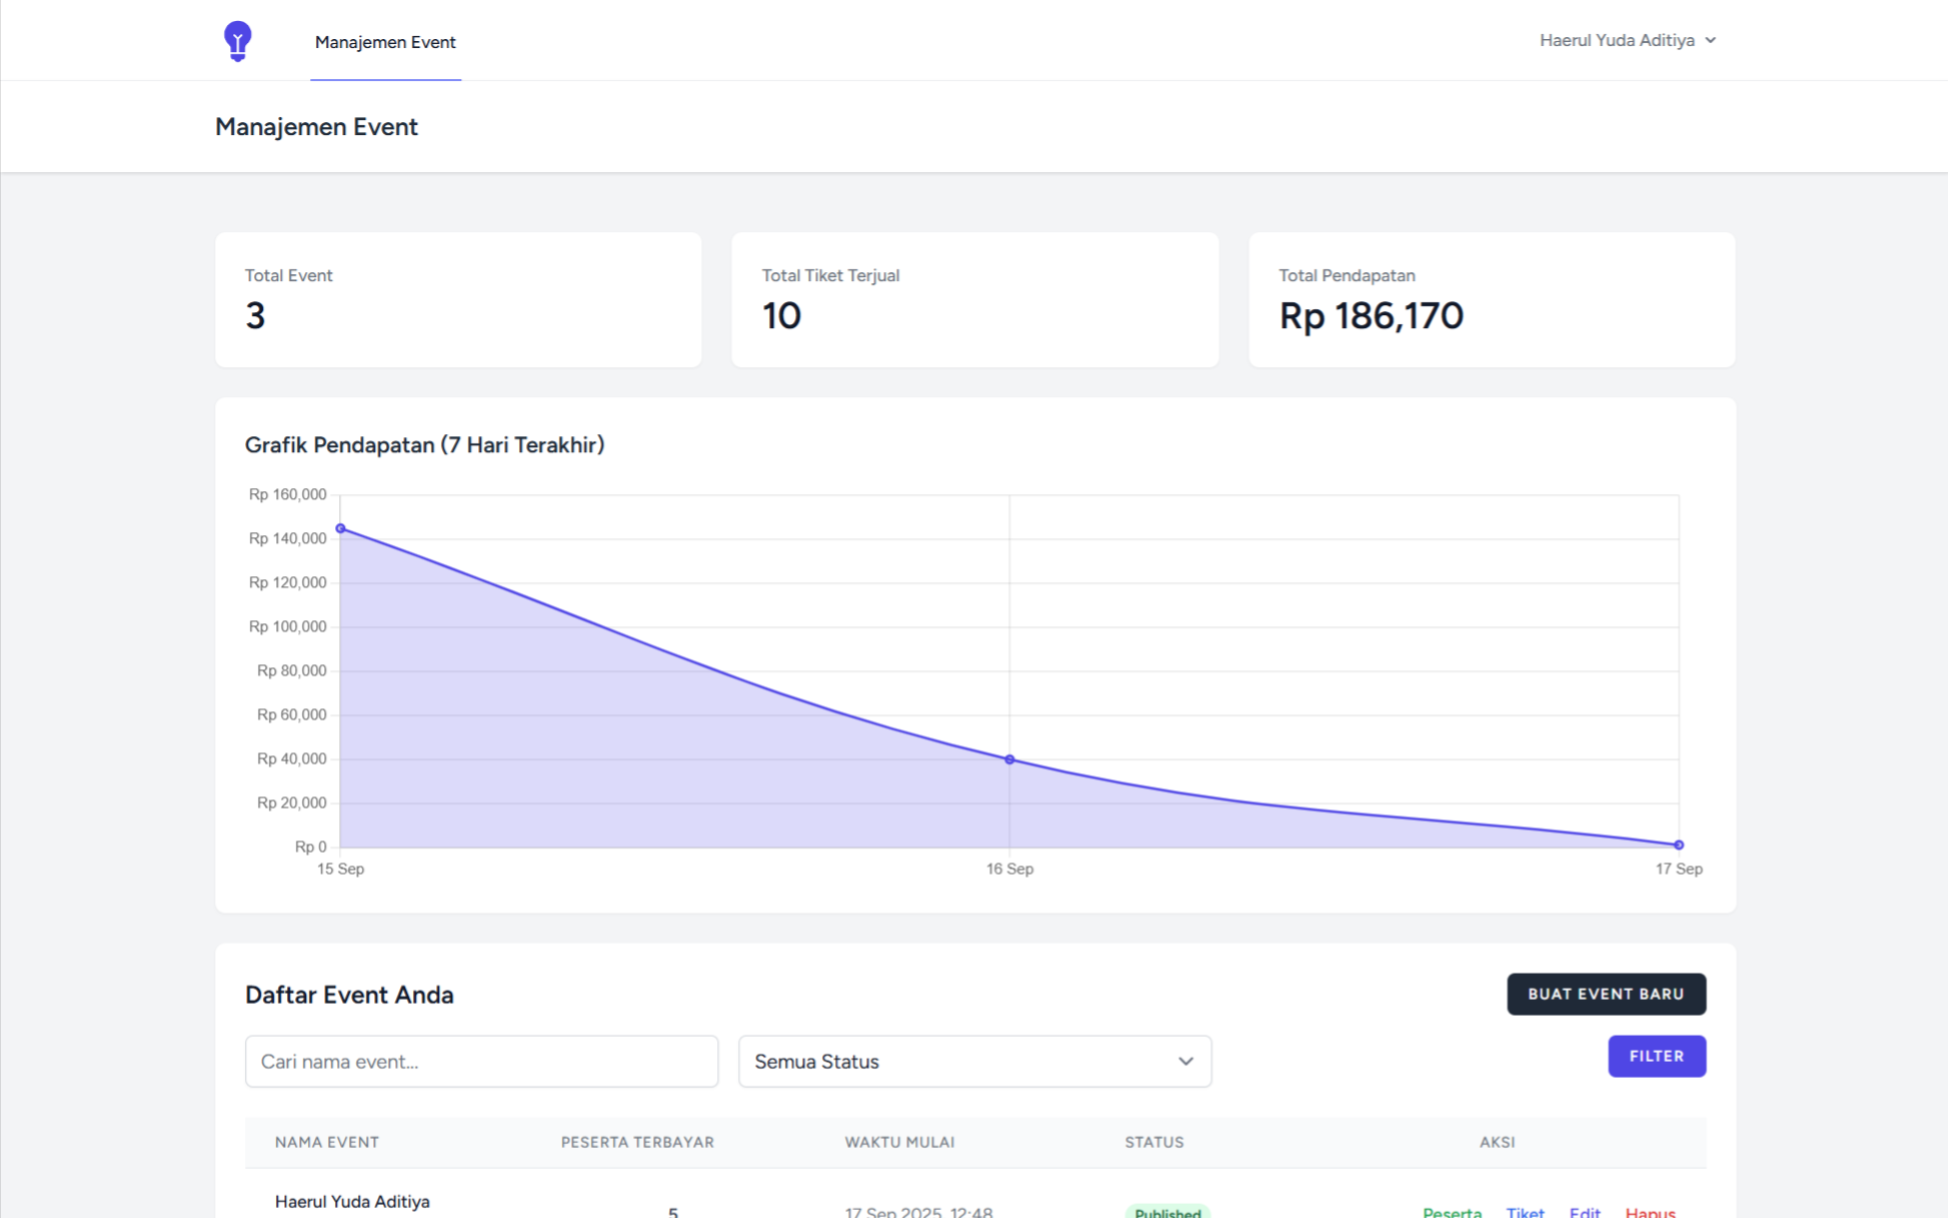 Manajemen Event
Haerul Yuda Aditiya
Manajemen Event
Total Event
3
Total Tiket Terjual
10
Total Pendapatan
Rp 186,170
Grafik Pendapatan (7 Hari Terakhir)
Rp 160,000
Rp 140,000
Rp 120,000
Rp 100,000
Rp 80,000
Rp 60,000
Rp 40,000
Rp 20,000
Rp 0
15 Sep 16 Sep 17 Sep
Daftar Event Anda
BUAT EVENT BARU
Cari nama event...
Semua Status
FILTER
NAMA EVENT PESERTA TERBAYAR WAKTU MULAI STATUS AKSI
Haerul Yuda Aditiya
5 17 Sep 2025, 12:48 Published Peserta Tiket Edit Hapus